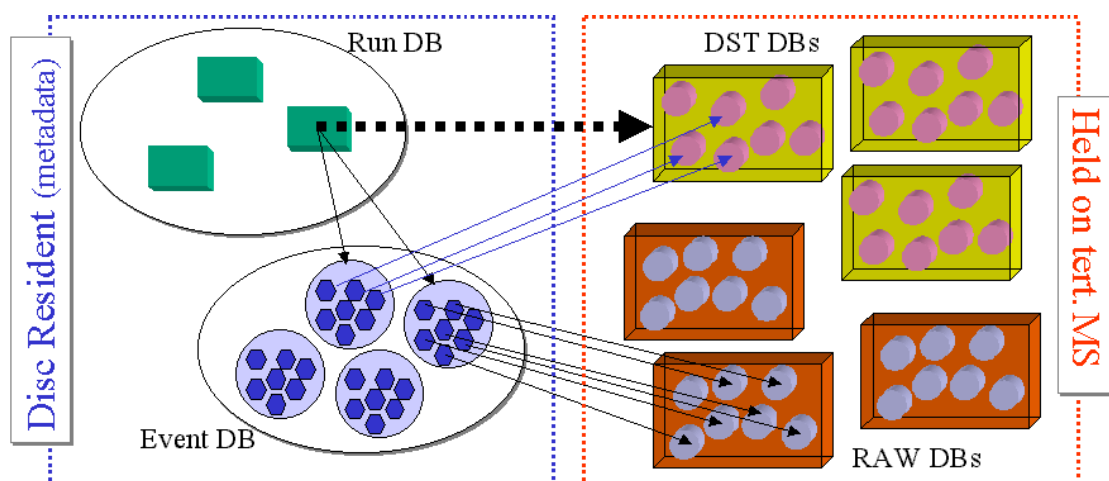 Disc Resident (metadata)
Run DB
Event DB
DST DBs
RAW DBs
Held on tert. MS